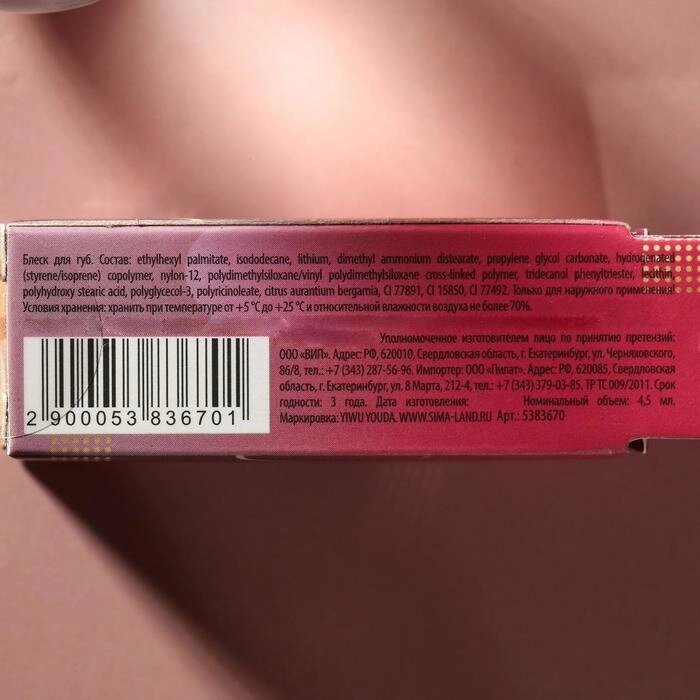 Блеск для губ. Состав: ethylhexyl palmitate, isododecane, lithium, dimethyl ammonium distearate, propylene glycol carbonate, hydrogenated
(styrene/isoprene) copolymer, nylon-12, polydimethylsiloxane/vinyl polydimethylsiloxane cross-linked polymer, tridecanol phenyltriester, lecithin,
polyhydroxy stearic acid, polyglycecol-3, polyricinoleate, citrus aurantium bergamia, CI 77891, CI 15850, CI 77492. Только для наружного применения!
Условия хранения: хранить при температуре от +5 °C до +25 °C и относительной влажности воздуха не более 70%.
Уполномоченное изготовителем лицо по принятию претензий:
ООО «ВИП». Адрес: РФ, 620010, Свердловская область, г. Екатеринбург, ул. Черняховского,
86/8, тел.: +7 (343) 287-56-96. Импортер: ООО «Пилат». Адрес: РФ, 620085, Свердловская
область, г. Екатеринбург, ул. 8 Марта, 212-4, тел.: +7 (343) 379-03-85. ТР ТС 009/2011. Срок
годности: 3 года. Дата изготовления: Номинальный объем: 4,5 мл.
Маркировка: YIWU YOUDA. WWW.SIMA-LAND.RU Арт.: 5383670
2 900053 836701